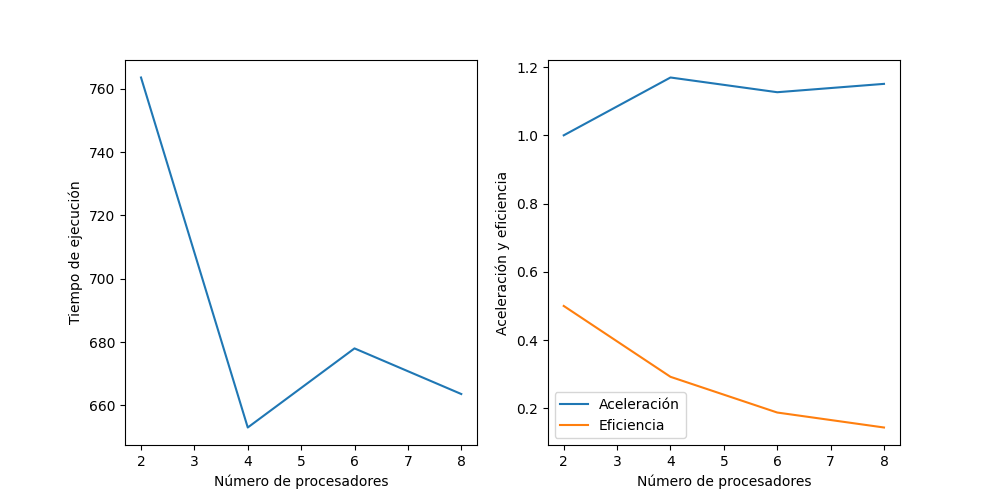 Tiempo de ejecución
760
740
720
700
680
660
2 3 4 5 6 7 8
Número de procesadores
Aceleración y eficiencia
1.2
1.0
0.8
0.6
0.4
0.2
Aceleración
Eficiencia
2 3 4 5 6 7 8
Número de procesadores